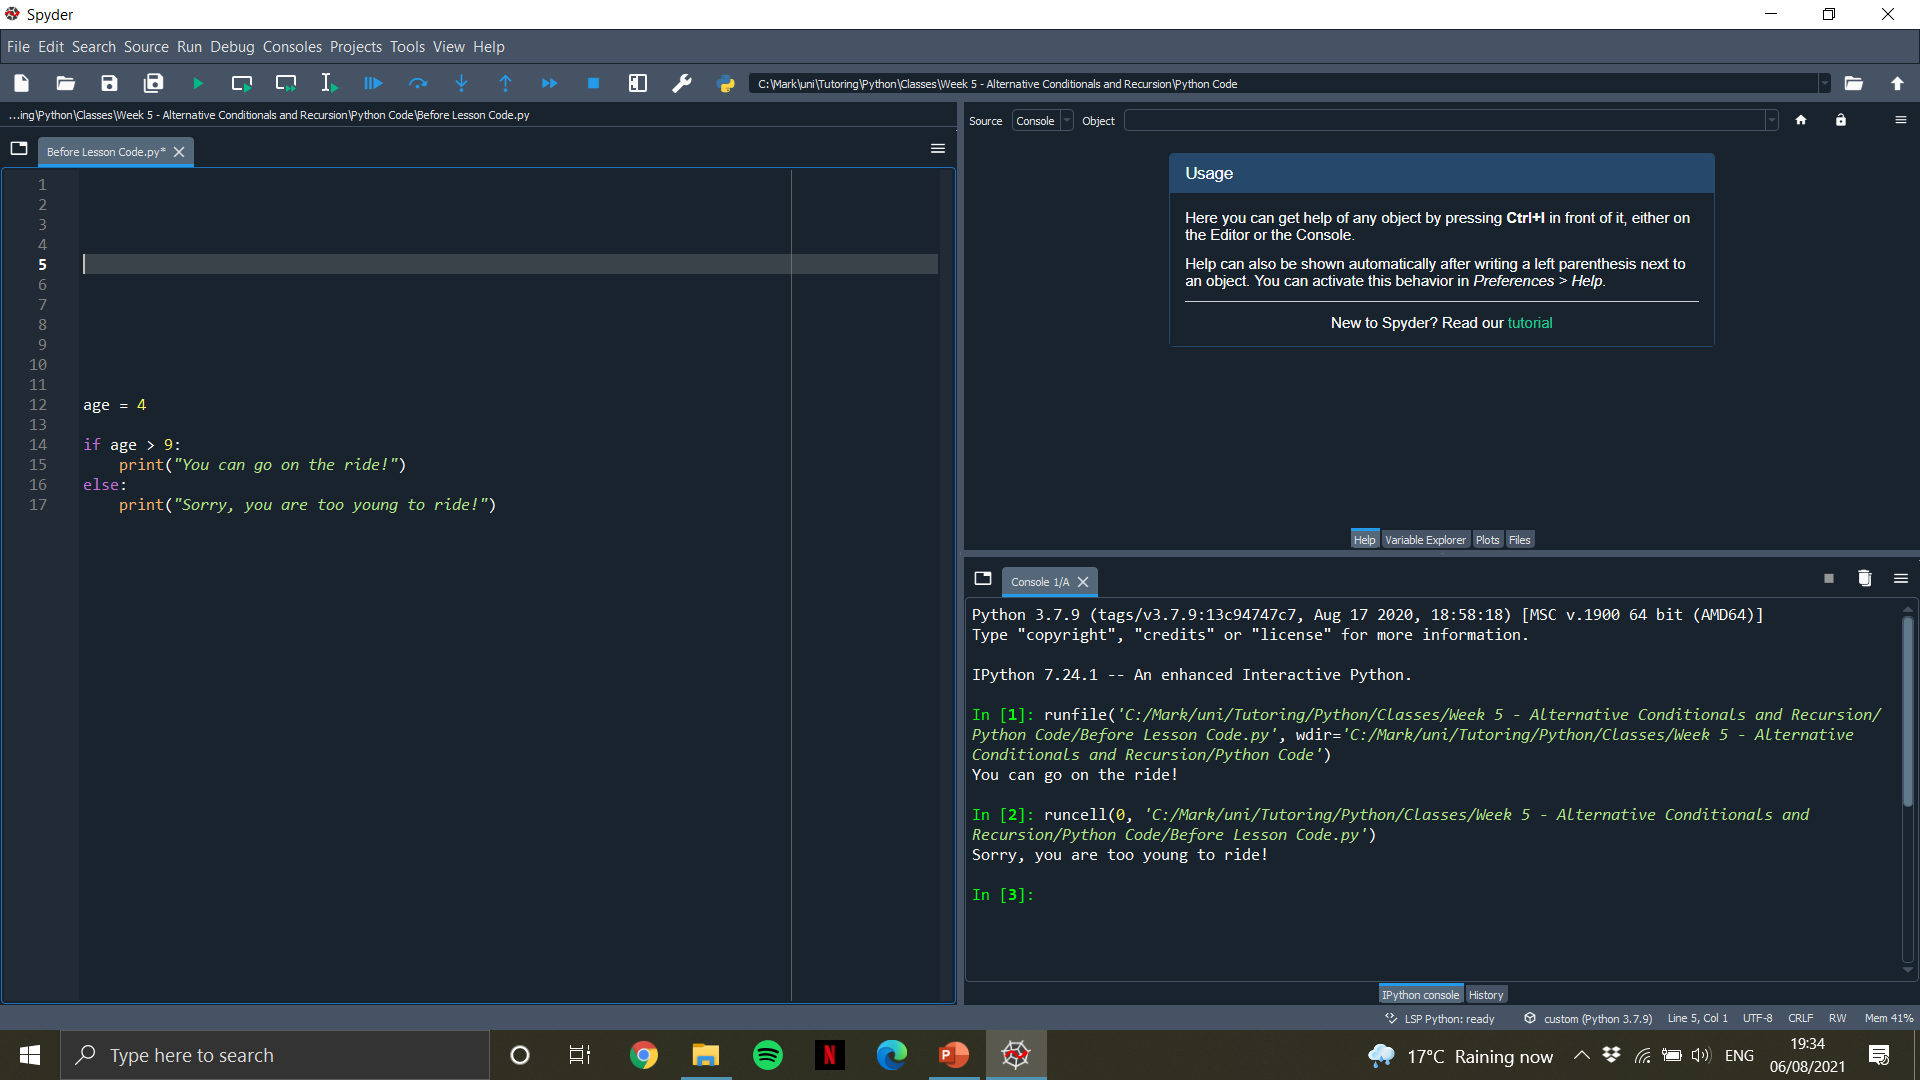 Spyder
File Edit Search Source Run Debug Consoles Projects Tools View Help
C:\Mark\uni\Tutoring\Python\Classes\Week 5 - Alternative Conditionals and Recursion\Python Code
...ing\Python\Classes\Week 5 - Alternative Conditionals and Recursion\Python Code\Before Lesson Code.py
Before Lesson Code.py*
1
2
3
4
5
6
7
8
9
10
11
12 age = 4
13
14 if age > 9:
15     print("You can go on the ride!")
16 else:
17     print("Sorry, you are too young to ride!")
Source Console Object
Usage
Here you can get help of any object by pressing Ctrl+I in front of it, either on
the Editor or the Console.
Help can also be shown automatically after writing a left parenthesis next to
an object. You can activate this behavior in Preferences > Help.
New to Spyder? Read our tutorial
Help Variable Explorer Plots Files
Console 1/A
Python 3.7.9 (tags/v3.7.9:13c94747c7, Aug 17 2020, 18:58:18) [MSC v.1900 64 bit (AMD64)]
Type "copyright", "credits" or "license" for more information.
IPython 7.24.1 -- An enhanced Interactive Python.
In [1]: runfile('C:/Mark/uni/Tutoring/Python/Classes/Week 5 - Alternative Conditionals and Recursion/
Python Code/Before Lesson Code.py', wdir='C:/Mark/uni/Tutoring/Python/Classes/Week 5 - Alternative
Conditionals and Recursion/Python Code')
You can go on the ride!
In [2]: runcell(0, 'C:/Mark/uni/Tutoring/Python/Classes/Week 5 - Alternative Conditionals and
Recursion/Python Code/Before Lesson Code.py')
Sorry, you are too young to ride!
In [3]:
IPython console History
LSP Python: ready custom (Python 3.7.9) Line 5, Col 1 UTF-8 CRLF RW Mem 41%
Type here to search
N
P
17°C Raining now
ENG
19:34
06/08/2021